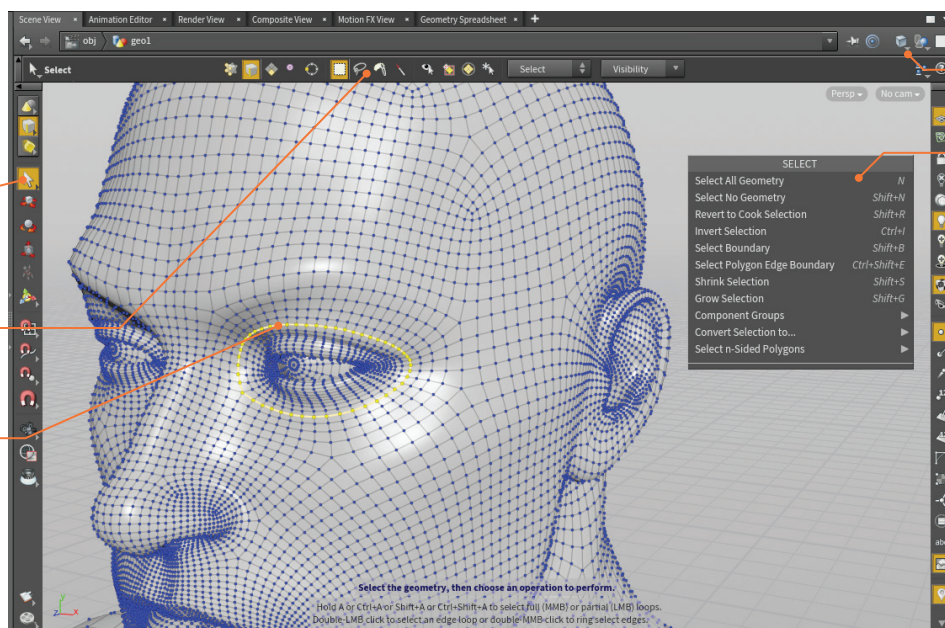 Scene View Animation Editor Render View Composite View Motion FX View Geometry Spreadsheet
obj geo1
Select Select Visibility
Persp No cam
SELECT
Select All Geometry N
Select No Geometry Shift+N
Revert to Cook Selection Shift+R
Invert Selection Ctrl+I
Select Boundary Shift+B
Select Polygon Edge Boundary Ctrl+Shift+E
Shrink Selection Shift+S
Grow Selection Shift+G
Component Groups
Convert Selection to...
Select n-Sided Polygons
Select the geometry, then choose an operation to perform.
Hold A or Ctrl+A or Shift+A or Ctrl+Shift+A to select full (MMB) or partial (LMB) loops.
Double-LMB click to select an edge loop or double-MMB-click to ring select edges.
y
z x